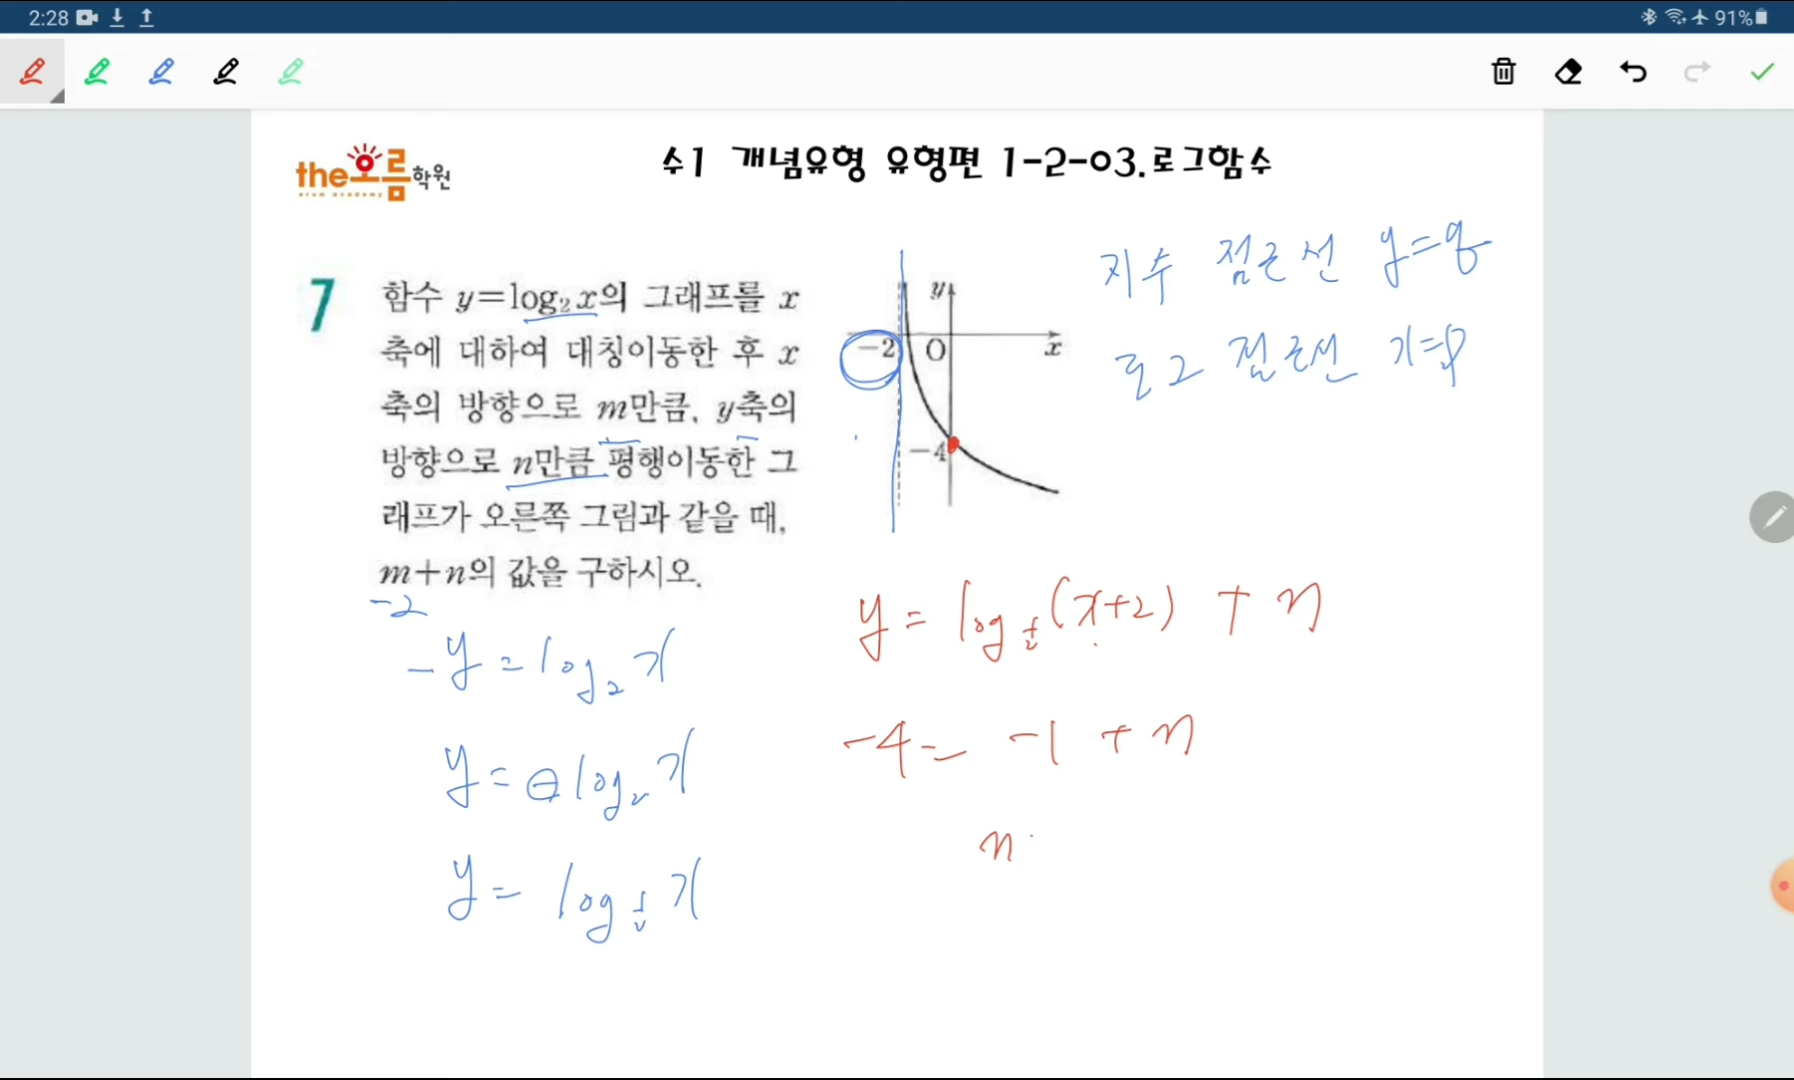 2:28
91%
the오름학원
수1 개념유형 유형편 1-2-03.로그함수
7
함수 y=log₂x의 그래프를 x
축에 대하여 대칭이동한 후 x
축의 방향으로 m만큼, y축의
방향으로 n만큼 평행이동한 그
래프가 오른쪽 그림과 같을 때,
m+n의 값을 구하시오.
y
-2 O x
-4
지수 점근선 y=q
로그 점근선 x=p
-2
-y=log₂x
y=-log₂x
y=log½x
y=log½(x+2)+n
-4=-1+n
n